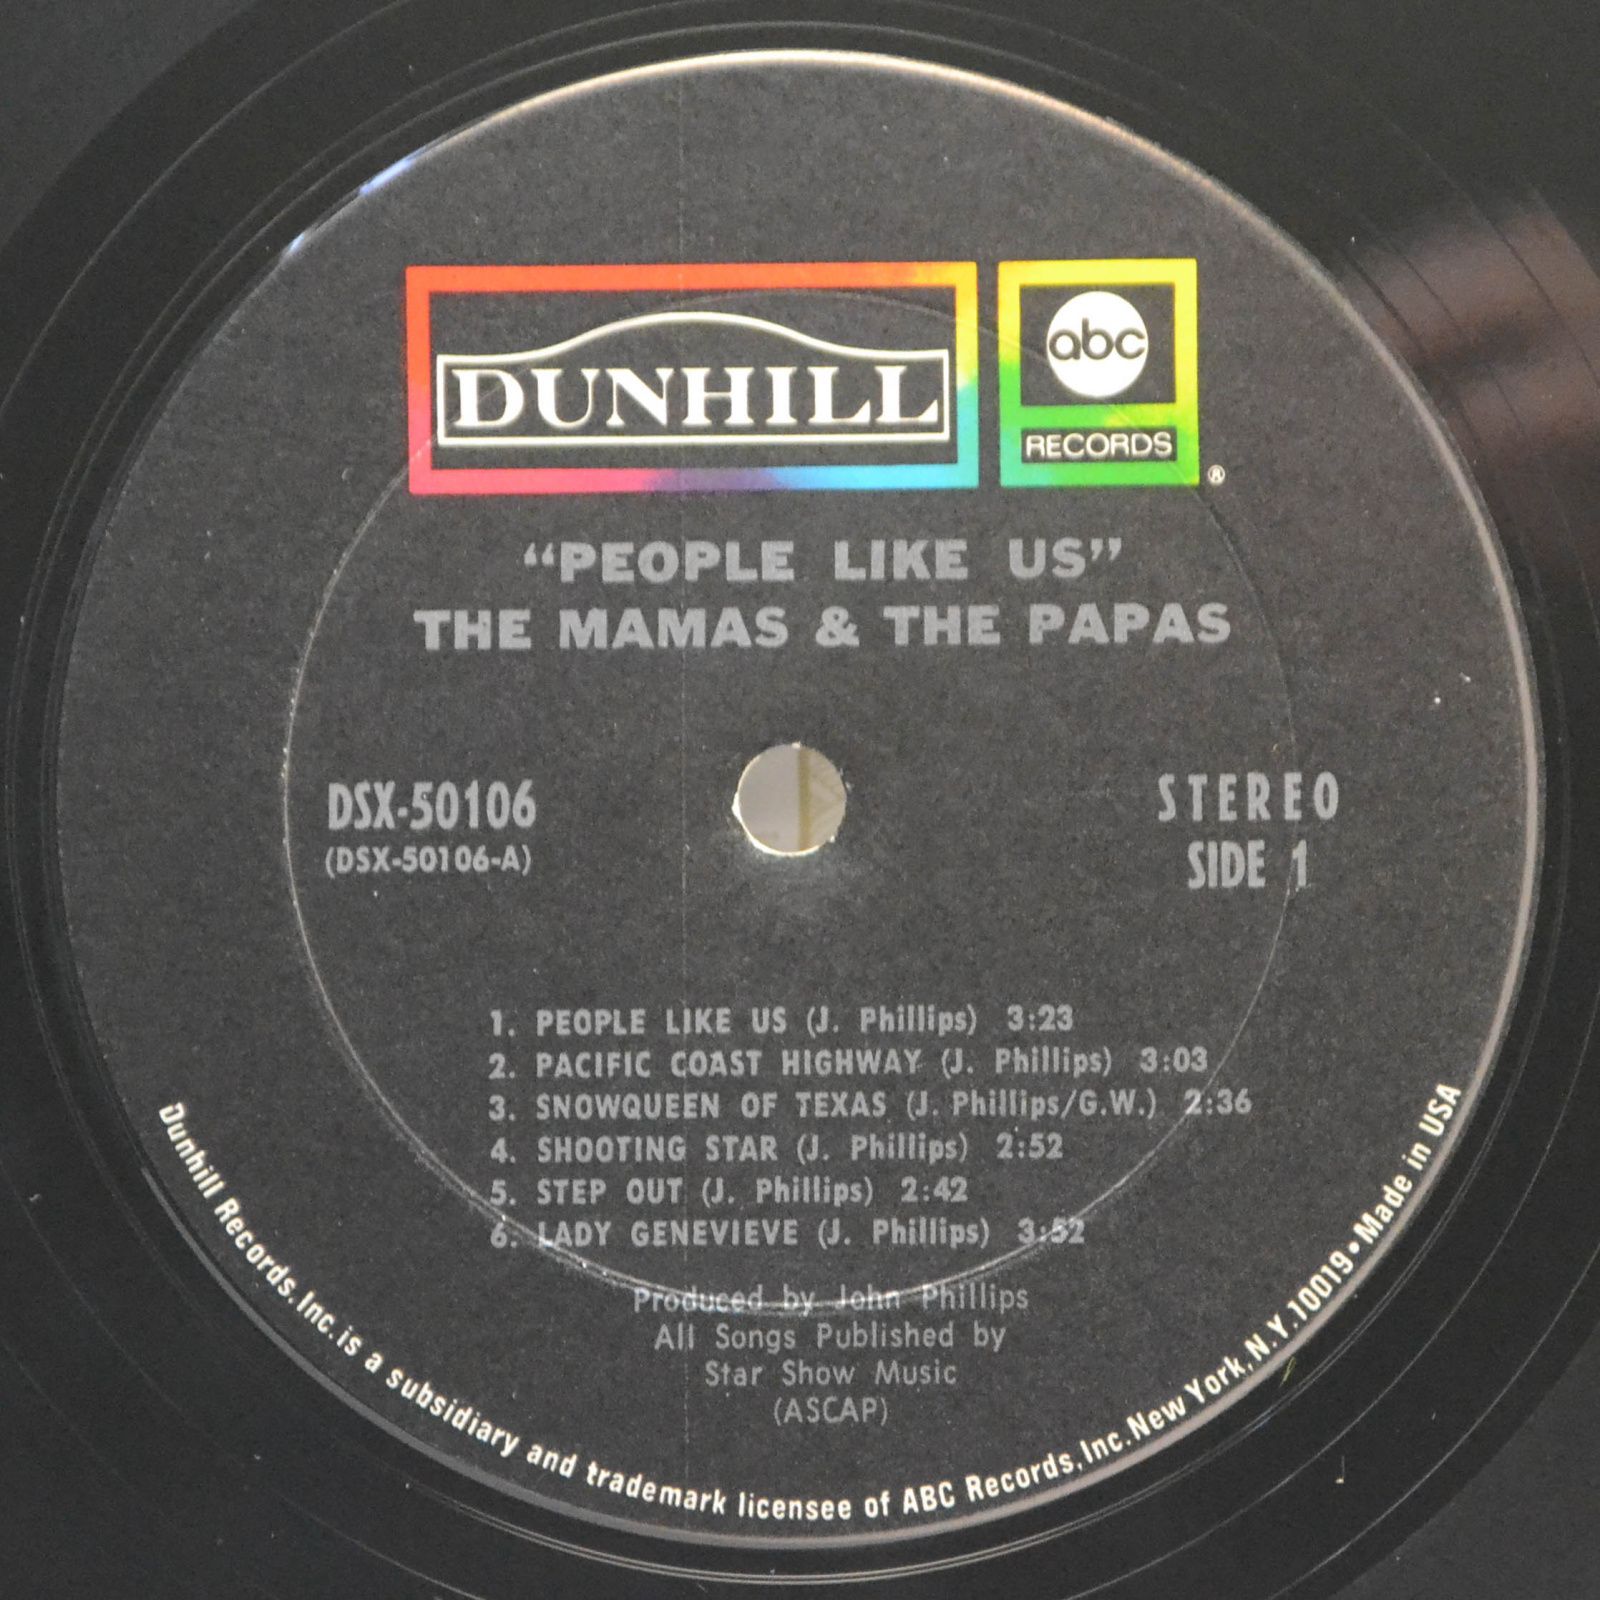 DUNHILL
abc
RECORDS
®
“PEOPLE LIKE US”
THE MAMAS & THE PAPAS
DSX-50106
(DSX-50106-A)
STEREO
SIDE 1
1. PEOPLE LIKE US (J. Phillips) 3:23
2. PACIFIC COAST HIGHWAY (J. Phillips) 3:03
3. SNOWQUEEN OF TEXAS (J. Phillips/G.W.) 2:36
4. SHOOTING STAR (J. Phillips) 2:52
5. STEP OUT (J. Phillips) 2:42
6. LADY GENEVIEVE (J. Phillips) 3:52
Produced by John Phillips
All Songs Published by
Star Show Music
(ASCAP)
Dunhill Records, Inc. is a subsidiary and trademark licensee of ABC Records, Inc. New York, N.Y. 10019 • Made in USA